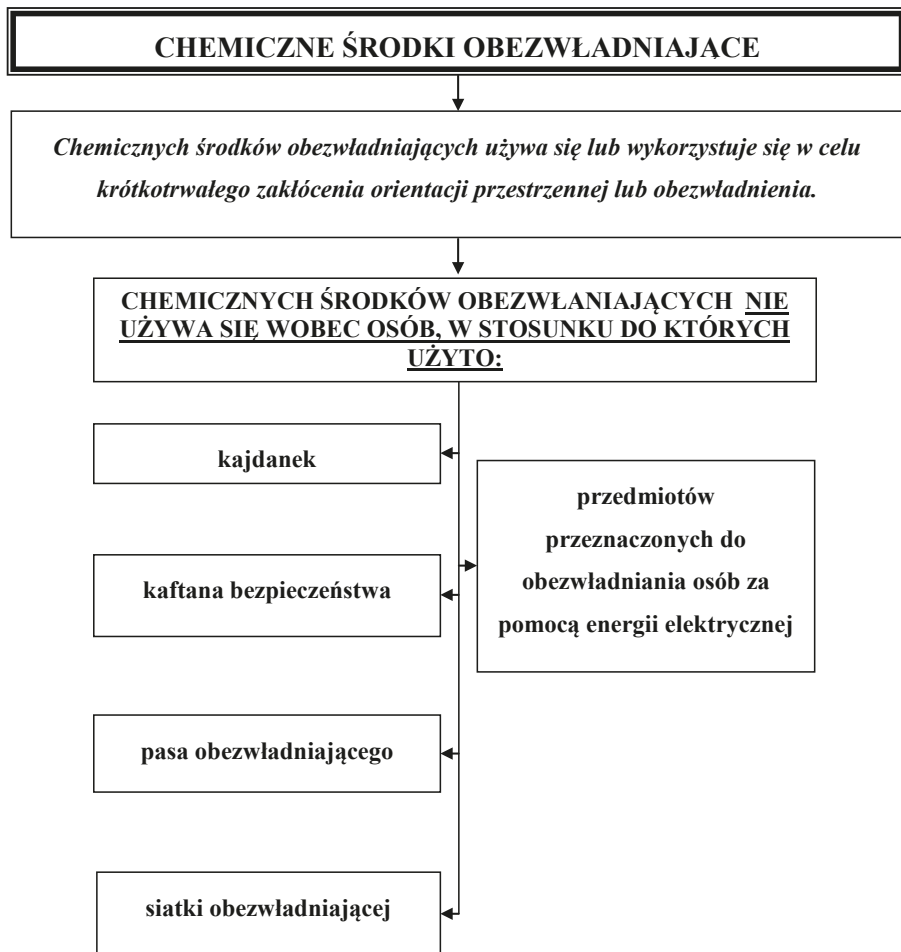 CHEMICZNE ŚRODKI OBEZWŁADNIAJĄCE
Chemicznych środków obezwładniających używa się lub wykorzystuje się w celu
krótkotrwałego zakłócenia orientacji przestrzennej lub obezwładnienia.
CHEMICZNYCH ŚRODKÓW OBEZWŁANIAJĄCYCH NIE
UŻYWA SIĘ WOBEC OSÓB, W STOSUNKU DO KTÓRYCH
UŻYTO:
kajdanek
przedmiotów
przeznaczonych do
obezwładniania osób za
pomocą energii elektrycznej
kaftana bezpieczeństwa
pasa obezwładniającego
siatki obezwładniającej